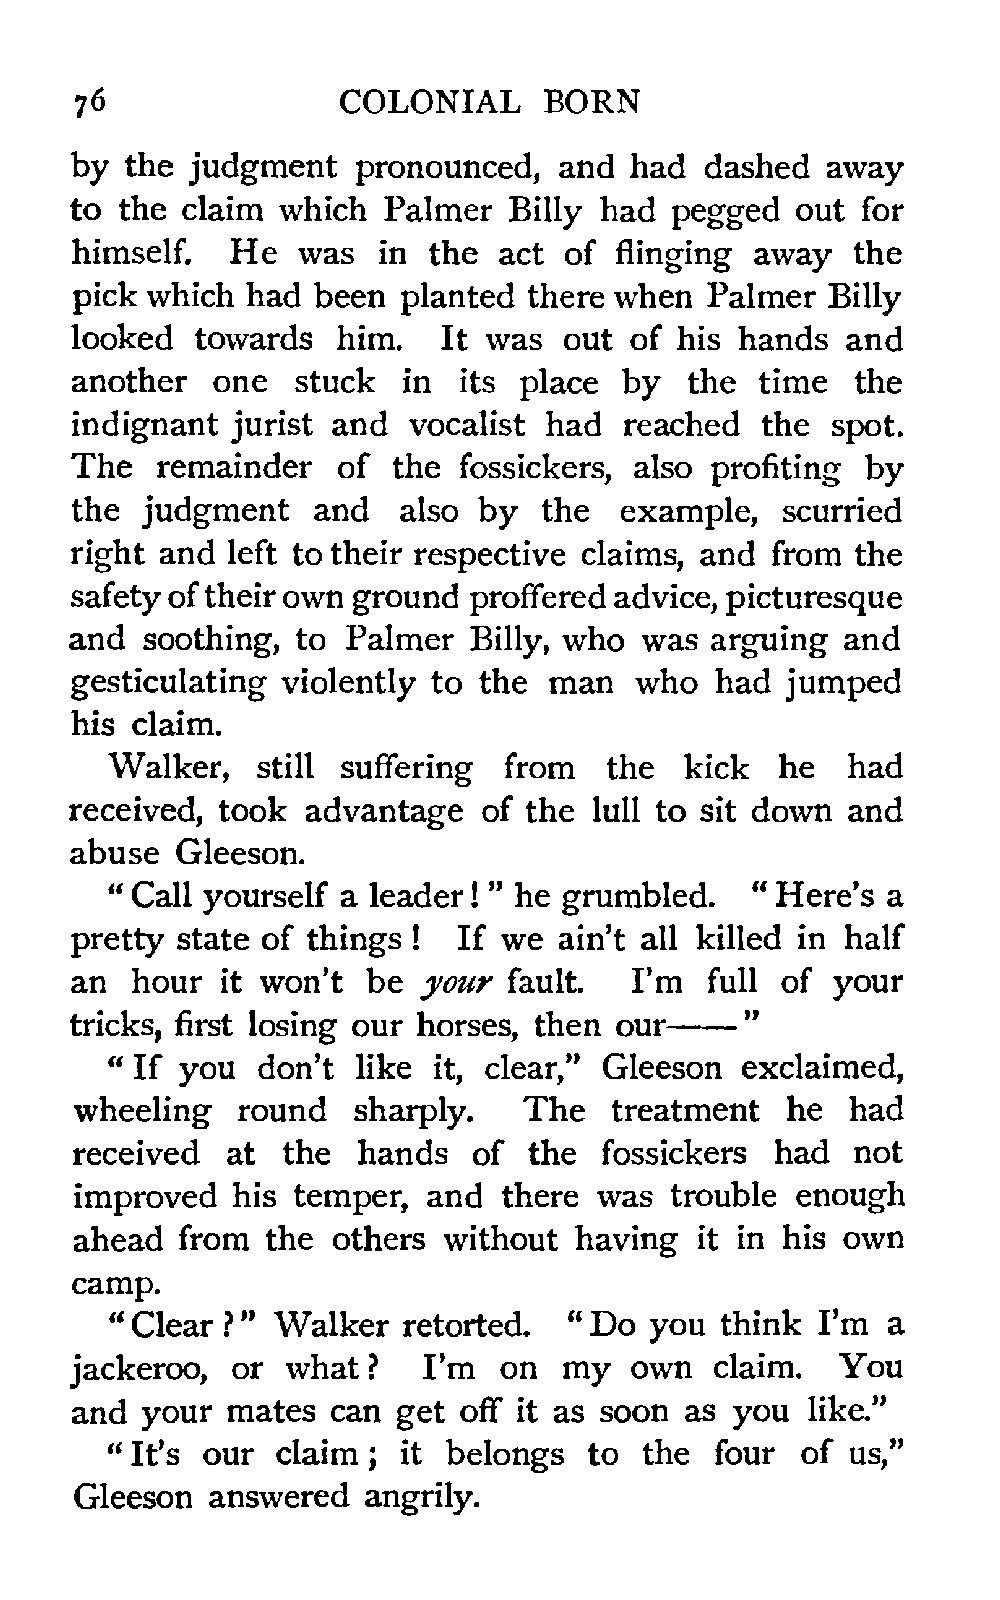 76 COLONIAL BORN
by the judgment pronounced, and had dashed away
to the claim which Palmer Billy had pegged out for
himself. He was in the act of flinging away the
pick which had been planted there when Palmer Billy
looked towards him. It was out of his hands and
another one stuck in its place by the time the
indignant jurist and vocalist had reached the spot.
The remainder of the fossickers, also profiting by
the judgment and also by the example, scurried
right and left to their respective claims, and from the
safety of their own ground proffered advice, picturesque
and soothing, to Palmer Billy, who was arguing and
gesticulating violently to the man who had jumped
his claim.
Walker, still suffering from the kick he had
received, took advantage of the lull to sit down and
abuse Gleeson.
“Call yourself a leader!” he grumbled. “Here’s a
pretty state of things! If we ain’t all killed in half
an hour it won’t be your fault. I’m full of your
tricks, first losing our horses, then our——”
“If you don’t like it, clear,” Gleeson exclaimed,
wheeling round sharply. The treatment he had
received at the hands of the fossickers had not
improved his temper, and there was trouble enough
ahead from the others without having it in his own
camp.
“Clear?” Walker retorted. “Do you think I’m a
jackeroo, or what? I’m on my own claim. You
and your mates can get off it as soon as you like.”
“It’s our claim; it belongs to the four of us,”
Gleeson answered angrily.